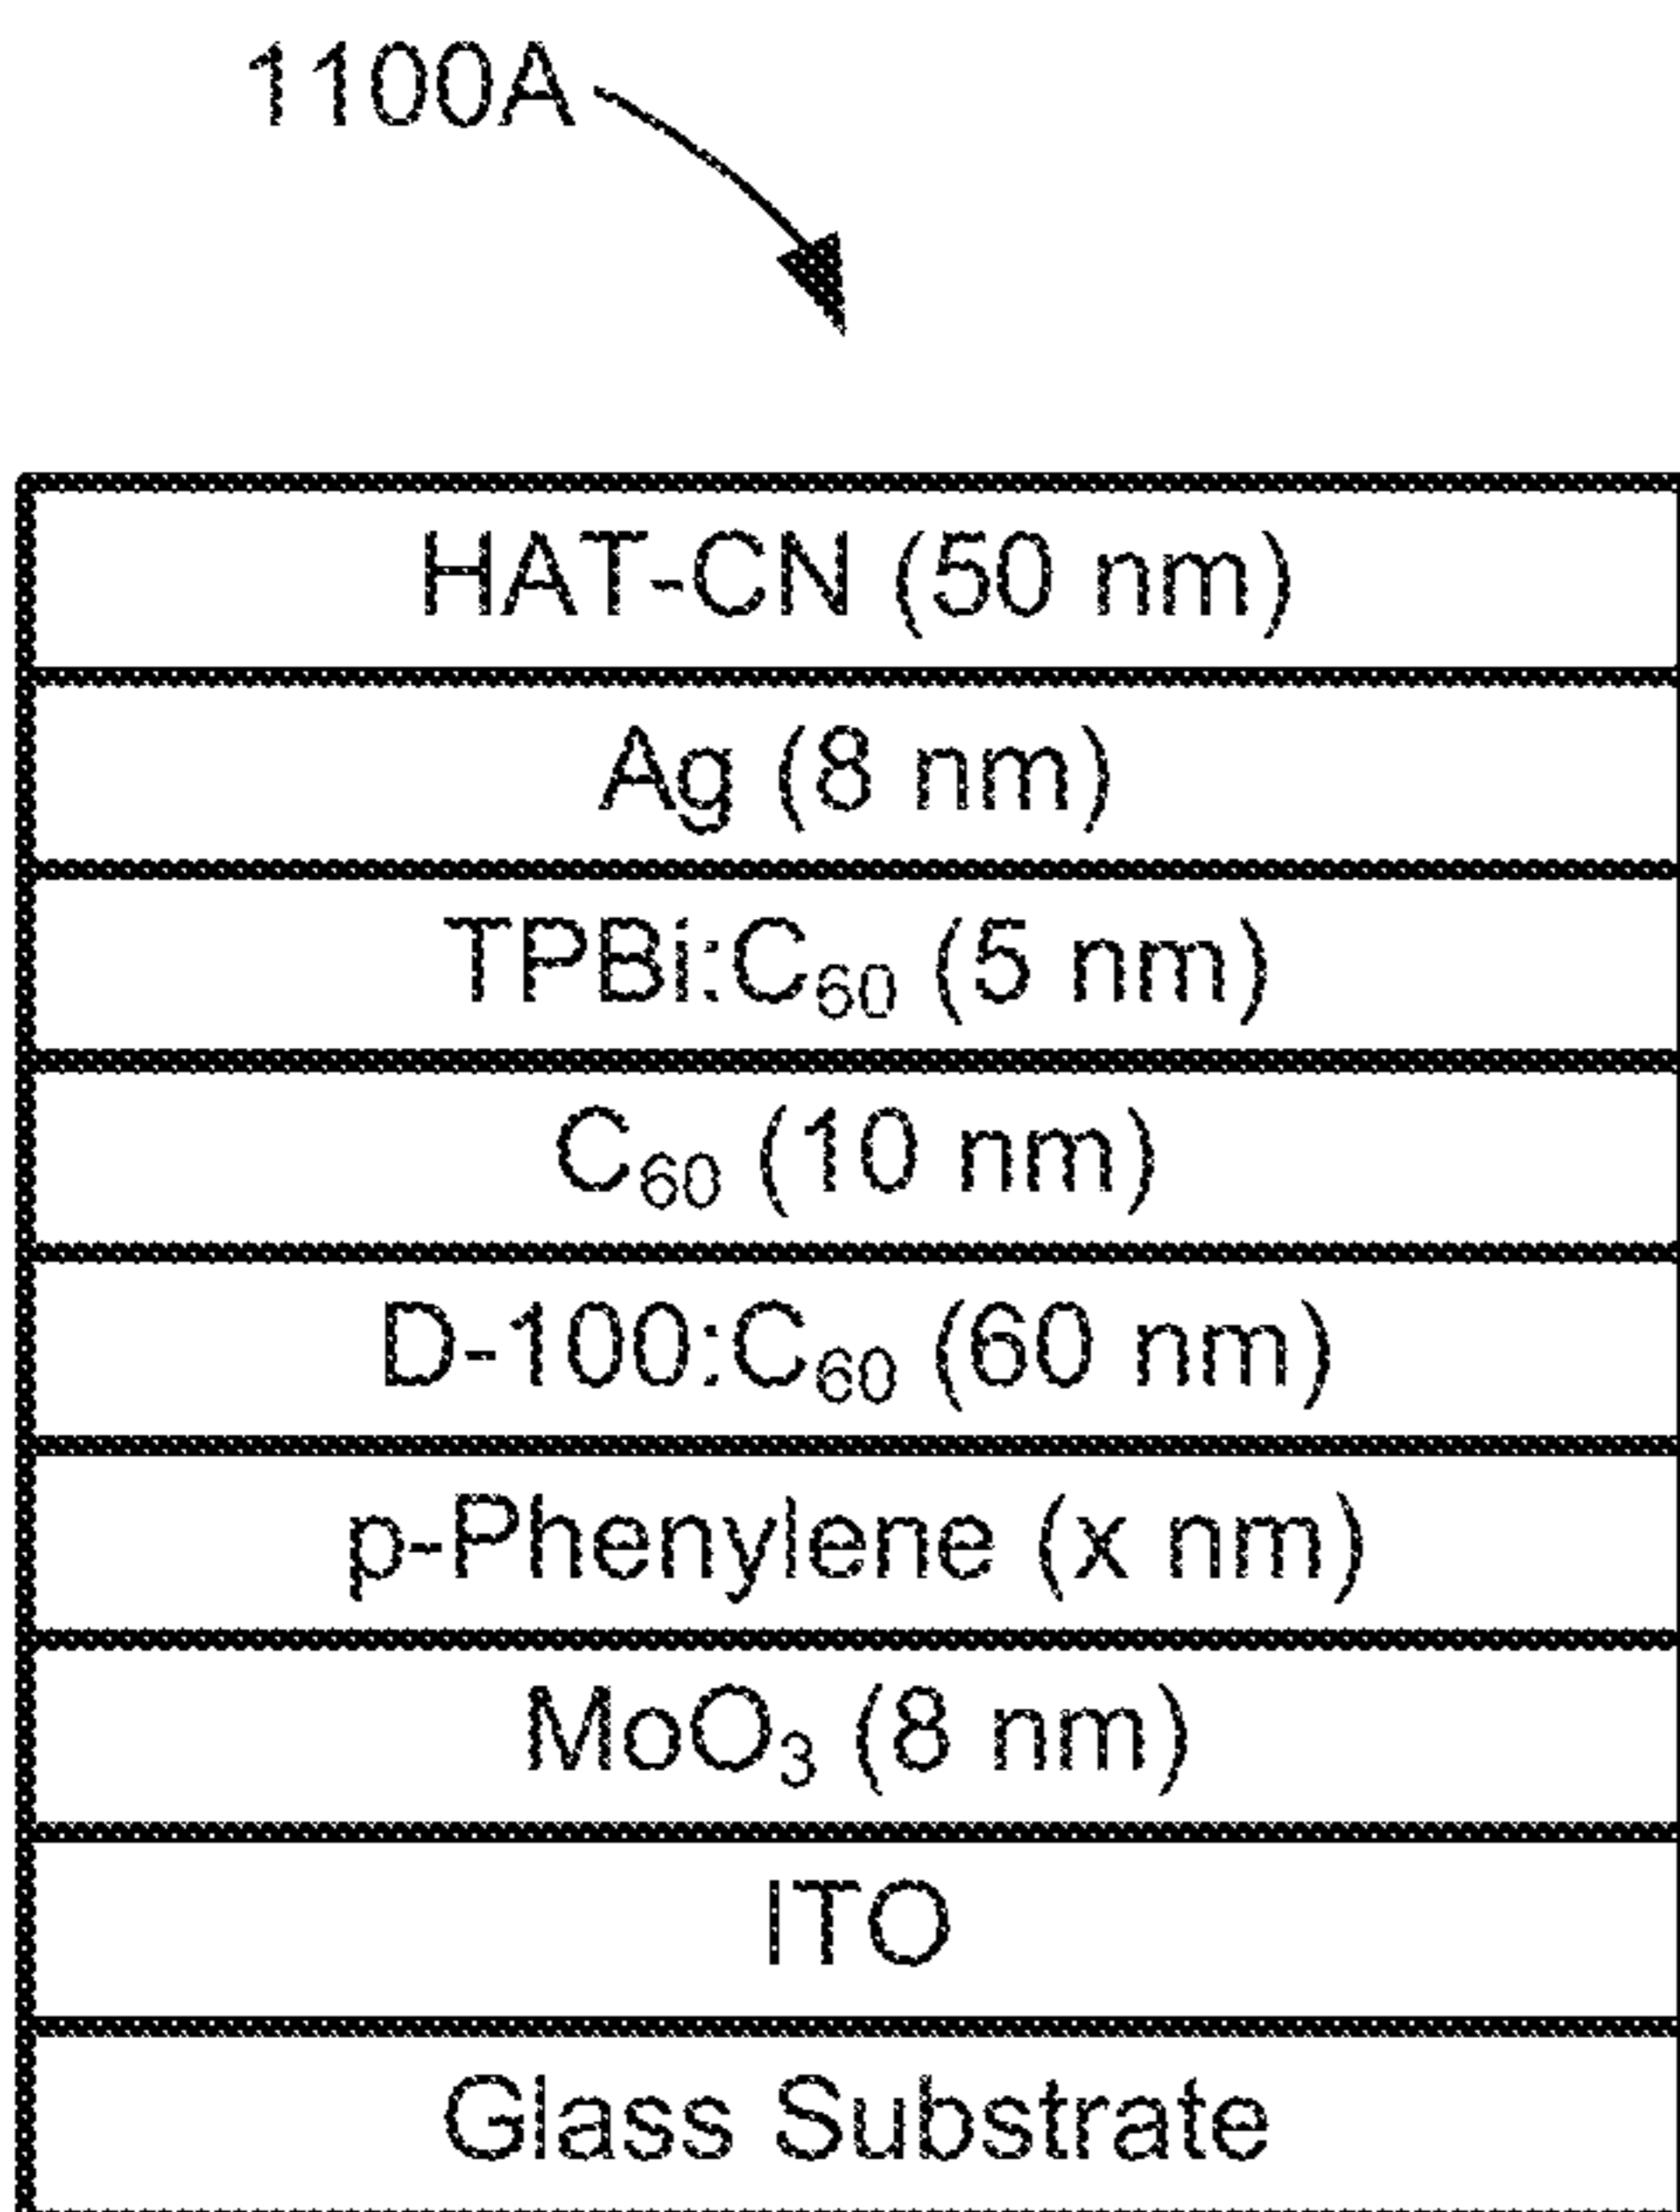 1100A
HAT-CN (50 nm)
Ag (8 nm)
TPBi:C₆₀ (5 nm)
C₆₀ (10 nm)
D-100:C₆₀ (60 nm)
p-Phenylene (x nm)
MoO₃ (8 nm)
ITO
Glass Substrate